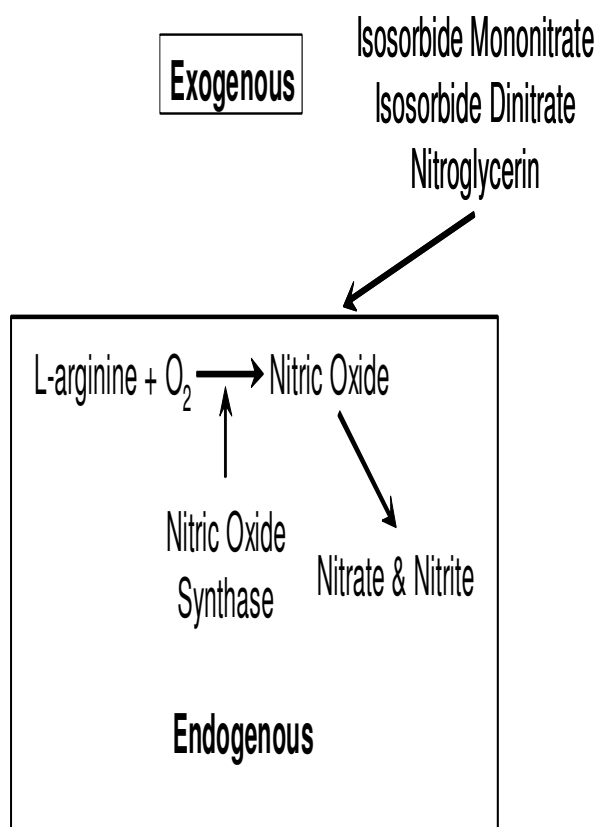 Exogenous
Isosorbide Mononitrate
Isosorbide Dinitrate
Nitroglycerin
L-arginine + O₂
Nitric Oxide
Nitric Oxide
Synthase
Nitrate & Nitrite
Endogenous